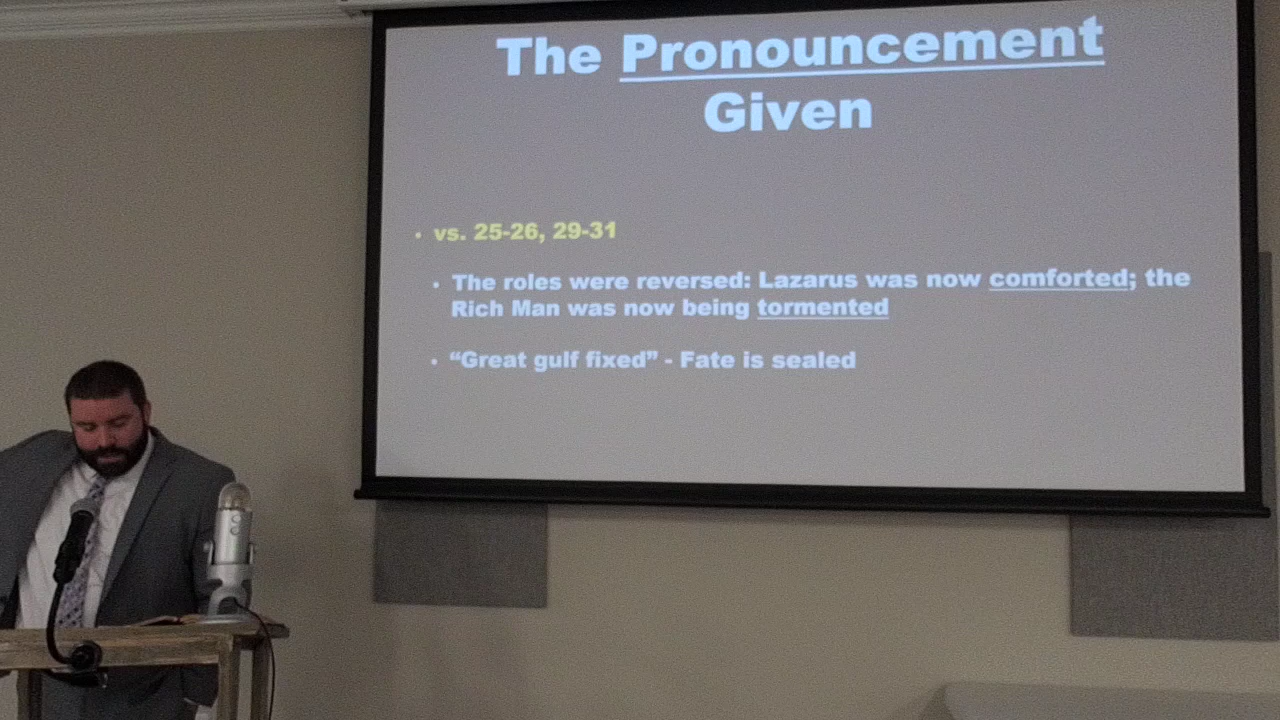 The Pronouncement
Given
• vs. 25-26, 29-31
• The roles were reversed: Lazarus was now comforted; the
Rich Man was now being tormented
• “Great gulf fixed” - Fate is sealed